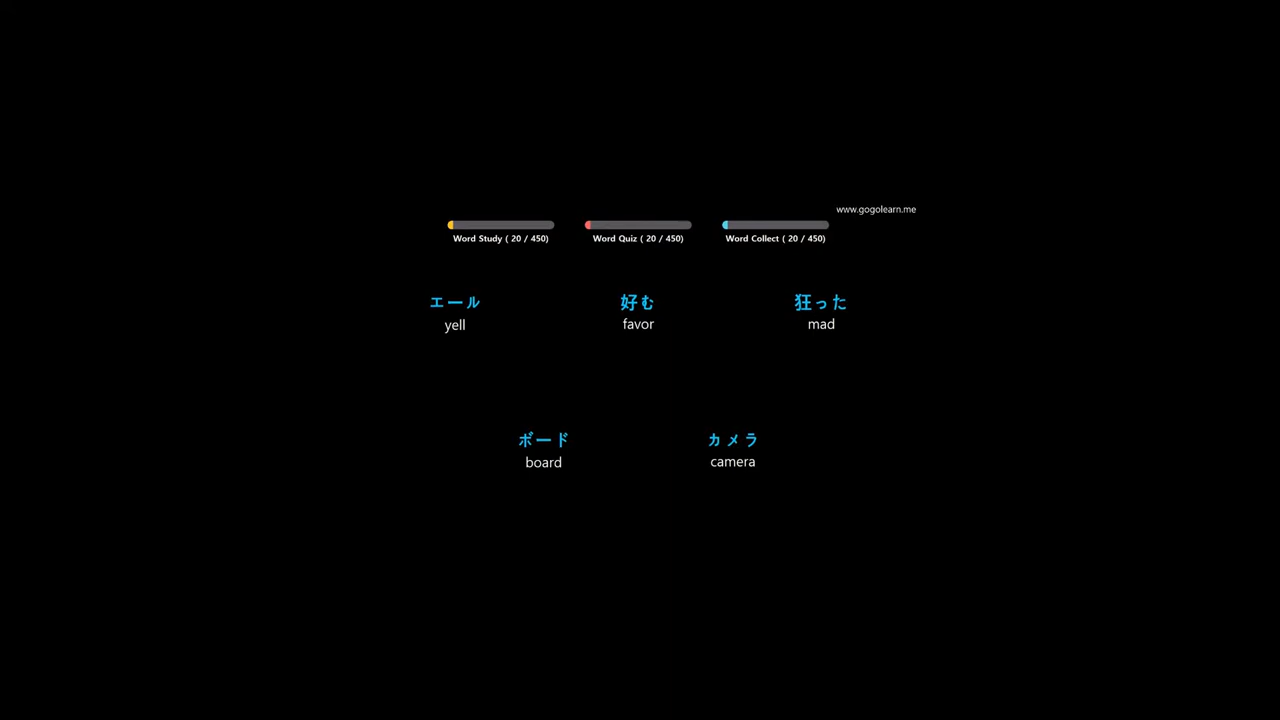 www.gogolearn.me
Word Study ( 20 / 450)
Word Quiz ( 20 / 450)
Word Collect ( 20 / 450)
エール
yell
好む
favor
狂った
mad
ボード
board
カメラ
camera